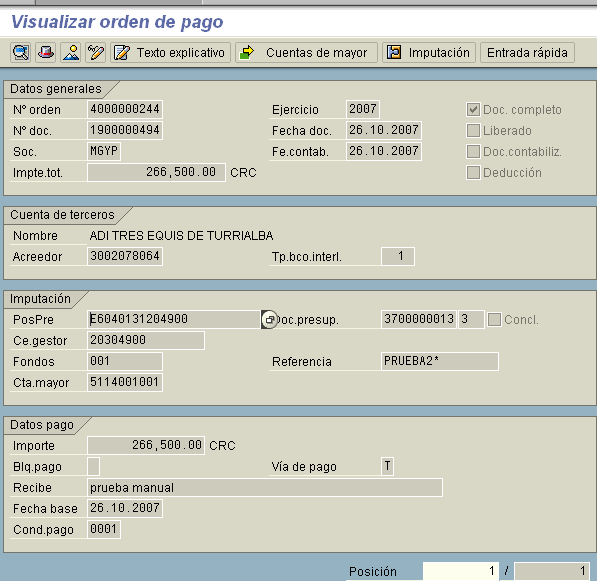 Visualizar orden de pago
Texto explicativo Cuentas de mayor Imputación Entrada rápida
Datos generales
Nº orden 4000000244 Ejercicio 2007 Doc. completo
Nº doc. 1900000494 Fecha doc. 26.10.2007 Liberado
Soc. MGYP Fe.contab. 26.10.2007 Doc.contabiliz.
Impte.tot. 266,500.00 CRC Deducción
Cuenta de terceros
Nombre ADI TRES EQUIS DE TURRIALBA
Acreedor 3002078064 Tp.bco.interl. 1
Imputación
PosPre E6040131204900 Doc.presup. 3700000013 3 Concl.
Ce.gestor 20304900
Fondos 001 Referencia PRUEBA2*
Cta.mayor 5114001001
Datos pago
Importe 266,500.00 CRC
Blq.pago Vía de pago T
Recibe prueba manual
Fecha base 26.10.2007
Cond.pago 0001
Posición 1 / 1